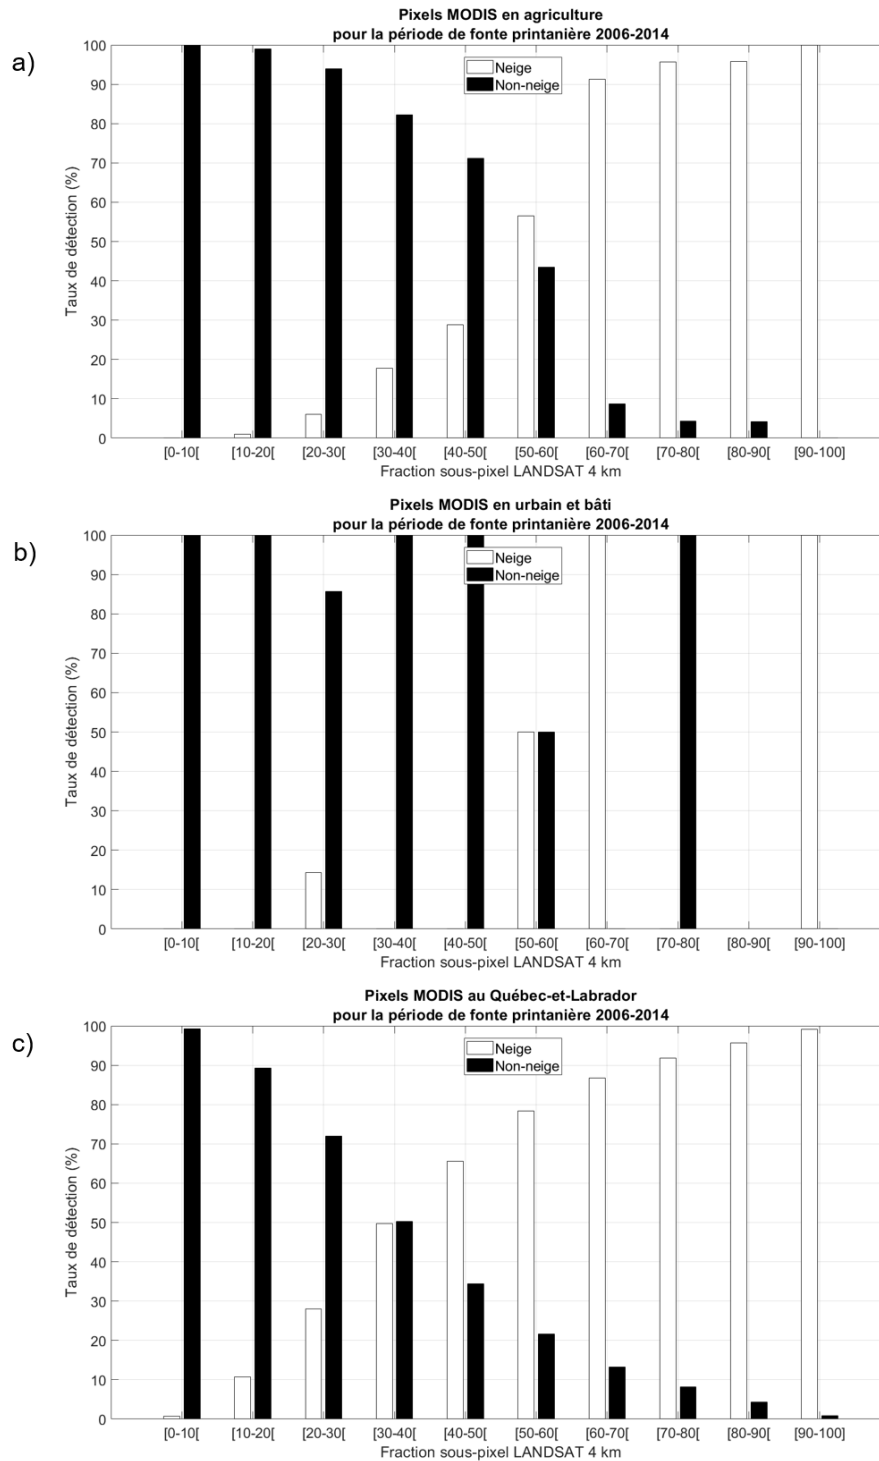 Pixels MODIS en agriculture
pour la période de fonte printanière 2006-2014
a)
100
90
80
70
60
50
40
30
20
10
0
Taux de détection (%)
Neige
Non-neige
[0-10[ [10-20[ [20-30[ [30-40[ [40-50[ [50-60[ [60-70[ [70-80[ [80-90[ [90-100]
Fraction sous-pixel LANDSAT 4 km
Pixels MODIS en urbain et bâti
pour la période de fonte printanière 2006-2014
b)
100
90
80
70
60
50
40
30
20
10
0
Taux de détection (%)
Neige
Non-neige
[0-10[ [10-20[ [20-30[ [30-40[ [40-50[ [50-60[ [60-70[ [70-80[ [80-90[ [90-100]
Fraction sous-pixel LANDSAT 4 km
Pixels MODIS au Québec-et-Labrador
pour la période de fonte printanière 2006-2014
c)
100
90
80
70
60
50
40
30
20
10
0
Taux de détection (%)
Neige
Non-neige
[0-10[ [10-20[ [20-30[ [30-40[ [40-50[ [50-60[ [60-70[ [70-80[ [80-90[ [90-100]
Fraction sous-pixel LANDSAT 4 km